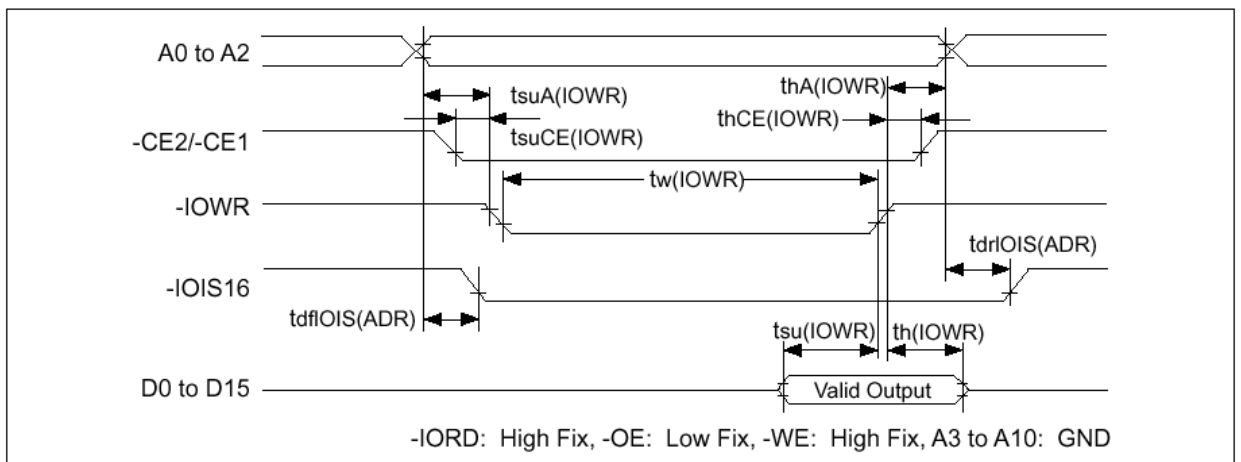 A0 to A2
tsuA(IOWR)
thA(IOWR)
tsuCE(IOWR)
thCE(IOWR)
-CE2/-CE1
tw(IOWR)
-IOWR
tdrIOIS(ADR)
-IOIS16
tdfIOIS(ADR)
tsu(IOWR)
th(IOWR)
D0 to D15
Valid Output
-IORD: High Fix, -OE: Low Fix, -WE: High Fix, A3 to A10: GND